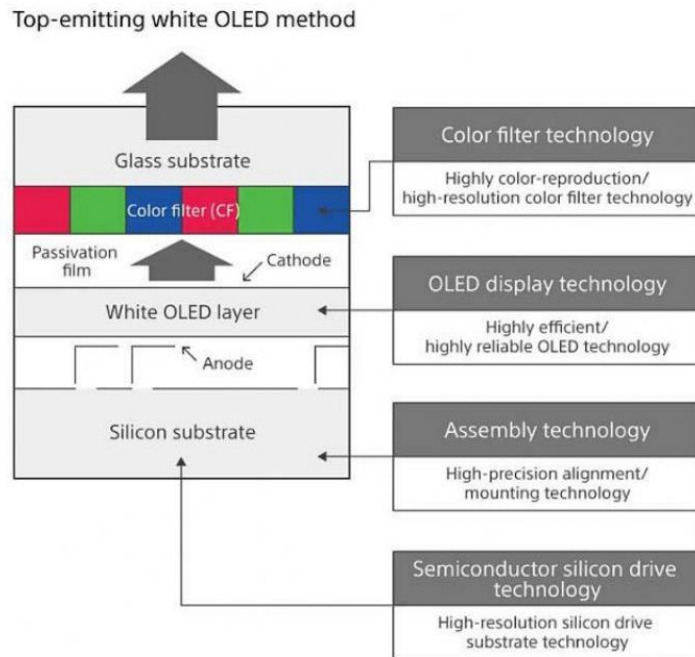 Top-emitting white OLED method
Glass substrate
Color filter (CF)
Passivation
film
Cathode
White OLED layer
Anode
Silicon substrate
Color filter technology
Highly color-reproduction/
high-resolution color filter technology
OLED display technology
Highly efficient/
highly reliable OLED technology
Assembly technology
High-precision alignment/
mounting technology
Semiconductor silicon drive
technology
High-resolution silicon drive
substrate technology